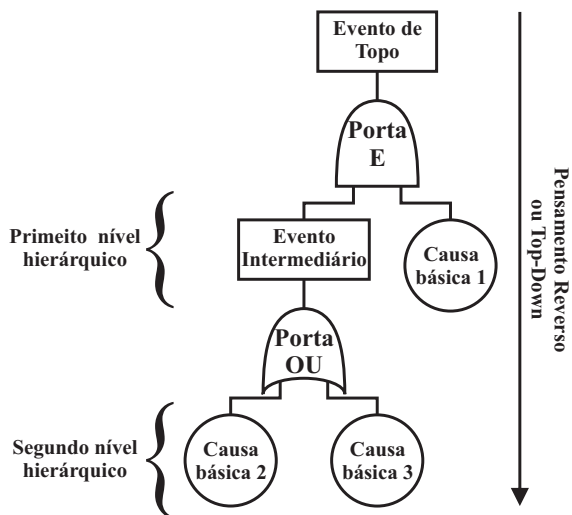 Evento de
Topo
Porta
E
Primeito nível
hierárquico
Evento
Intermediário
Causa
básica 1
Porta
OU
Segundo nível
hierárquico
Causa
básica 2
Causa
básica 3
Pensamento Reverso
ou Top-Down